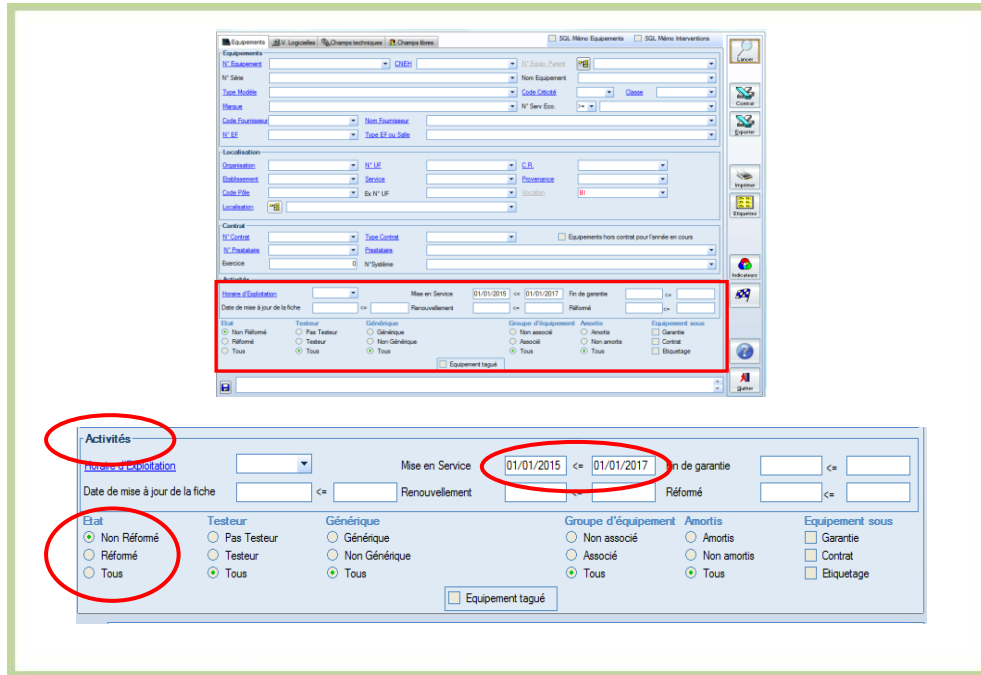 Equipements V. Logicielles Champs techniques Champs libres SQL Mémo Equipements SQL Mémo Interventions
Equipements
N° Equipement CNEH N° Equip. Parent
N° Série Nom Equipement
Type Modèle Code Criticité Classe
Marque N° Serv Eco. >=
Code Fournisseur Nom Fournisseur
N° EF Type EF ou Salle
Localisation
Organisation N° UF C.R.
Etablissement Service Provenance
Code Pôle Ex N° UF Vocation BI
Localisation
Contrat
N° Contrat Type Contrat Equipements hors contrat pour l'année en cours
N° Prestataire Prestataire
Exercice 0 N°Système
Activités
Horaire d'Exploitation Mise en Service 01/01/2015 <= 01/01/2017 Fin de garantie <=
Date de mise à jour de la fiche <= Renouvellement <= Réformé <=
Etat Testeur Générique Groupe d'équipement Amortis Equipement sous
Non Réformé Pas Testeur Générique Non associé Amortis Garantie
Réformé Testeur Non Générique Associé Non amortis Contrat
Tous Tous Tous Tous Tous Etiquetage
Equipement tagué
Lancer
Contrat
Exporter
Imprimer
Etiquettes
Indicateurs
Quitter
Activités
Horaire d'Exploitation Mise en Service 01/01/2015 <= 01/01/2017 Fin de garantie <=
Date de mise à jour de la fiche <= Renouvellement <= Réformé <=
Etat Testeur Générique Groupe d'équipement Amortis Equipement sous
Non Réformé Pas Testeur Générique Non associé Amortis Garantie
Réformé Testeur Non Générique Associé Non amortis Contrat
Tous Tous Tous Tous Tous Etiquetage
Equipement tagué